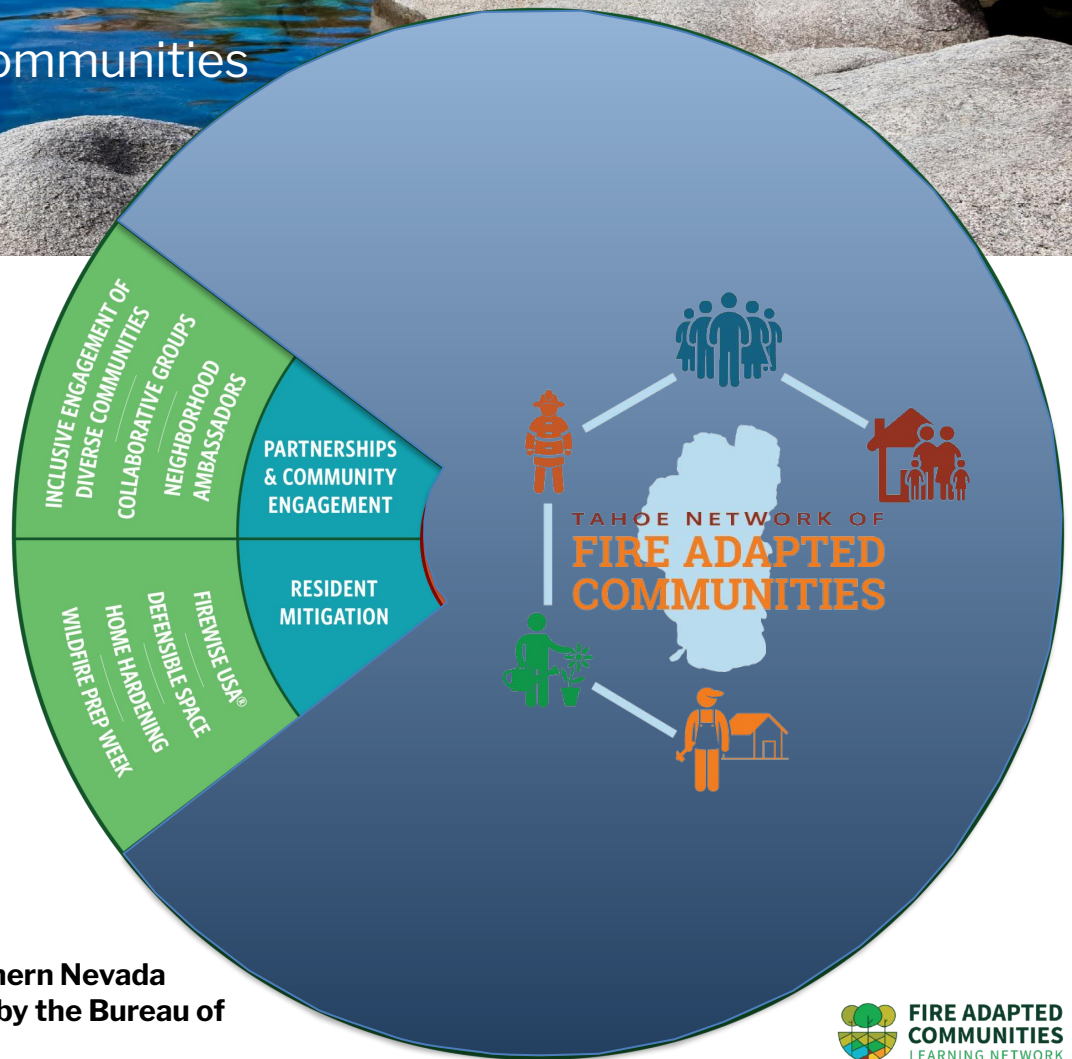 ommunities
INCLUSIVE ENGAGEMENT OF
DIVERSE COMMUNITIES
COLLABORATIVE GROUPS
NEIGHBORHOOD
AMBASSADORS
PARTNERSHIPS
& COMMUNITY
ENGAGEMENT
RESIDENT
MITIGATION
FIREWISE USA®
DEFENSIBLE SPACE
HOME HARDENING
WILDFIRE PREP WEEK
TAHOE NETWORK OF
FIRE ADAPTED
COMMUNITIES
hern Nevada
by the Bureau of
FIRE ADAPTED
COMMUNITIES
LEARNING NETWORK